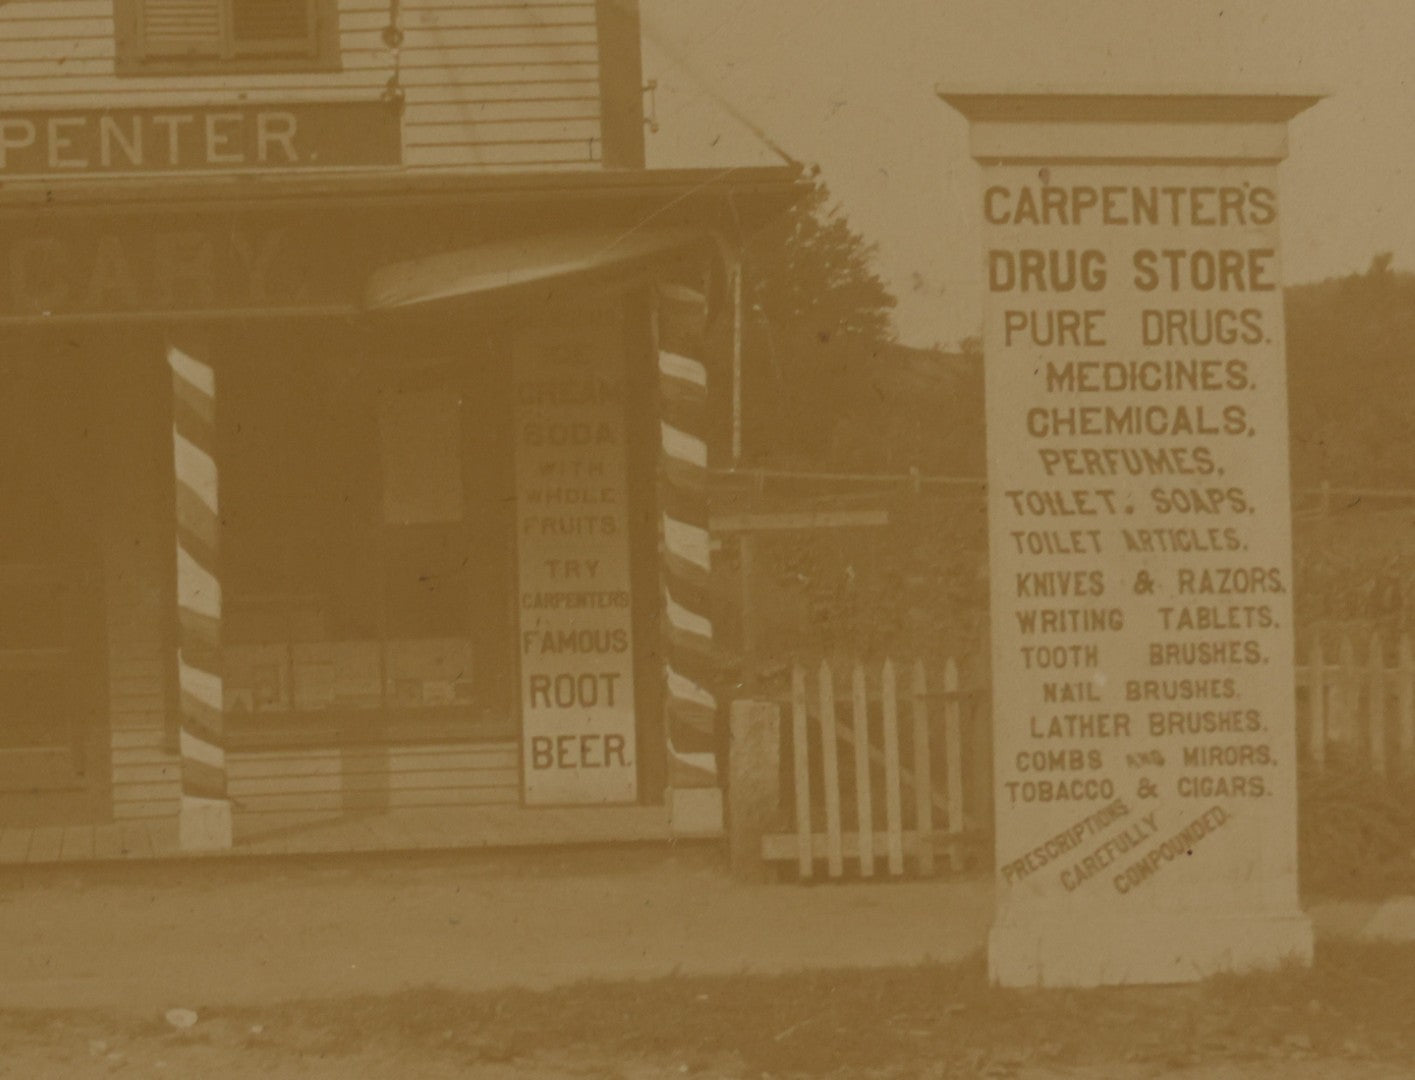 PENTER.
CARY.
CREAM
SODA
WITH
WHOLE
FRUITS.
TRY
CARPENTER'S
FAMOUS
ROOT
BEER.
CARPENTER'S
DRUG STORE
PURE DRUGS.
MEDICINES.
CHEMICALS,
PERFUMES,
TOILET. SOAPS,
TOILET ARTICLES.
KNIVES & RAZORS.
WRITING TABLETS.
TOOTH BRUSHES.
NAIL BRUSHES.
LATHER BRUSHES.
COMBS AND MIRORS.
TOBACCO & CIGARS.
PRESCRIPTIONS
CAREFULLY
COMPOUNDED.